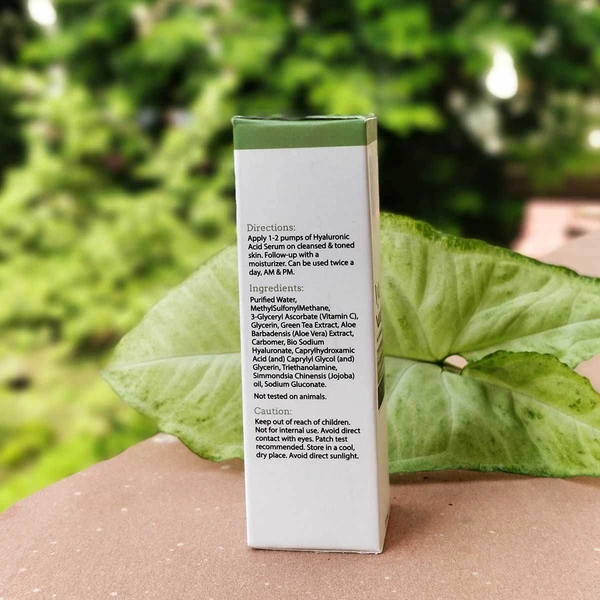 Directions:
Apply 1-2 pumps of Hyaluronic
Acid Serum on cleansed & toned
skin. Follow-up with a
moisturizer. Can be used twice a
day, AM & PM.
Ingredients:
Purified Water,
MethylSulfonylMethane,
3-Glyceryl Ascorbate (Vitamin C),
Glycerin, Green Tea Extract, Aloe
Barbadensis (Aloe Vera) Extract,
Carbomer, Bio Sodium
Hyaluronate, Caprylhydroxamic
Acid (and) Caprylyl Glycol (and)
Glycerin, Triethanolamine,
Simmondsia Chinensis (Jojoba)
oil, Sodium Gluconate.
Not tested on animals.
Caution:
Keep out of reach of children.
Not for internal use. Avoid direct
contact with eyes. Patch test
recommended. Store in a cool,
dry place. Avoid direct sunlight.